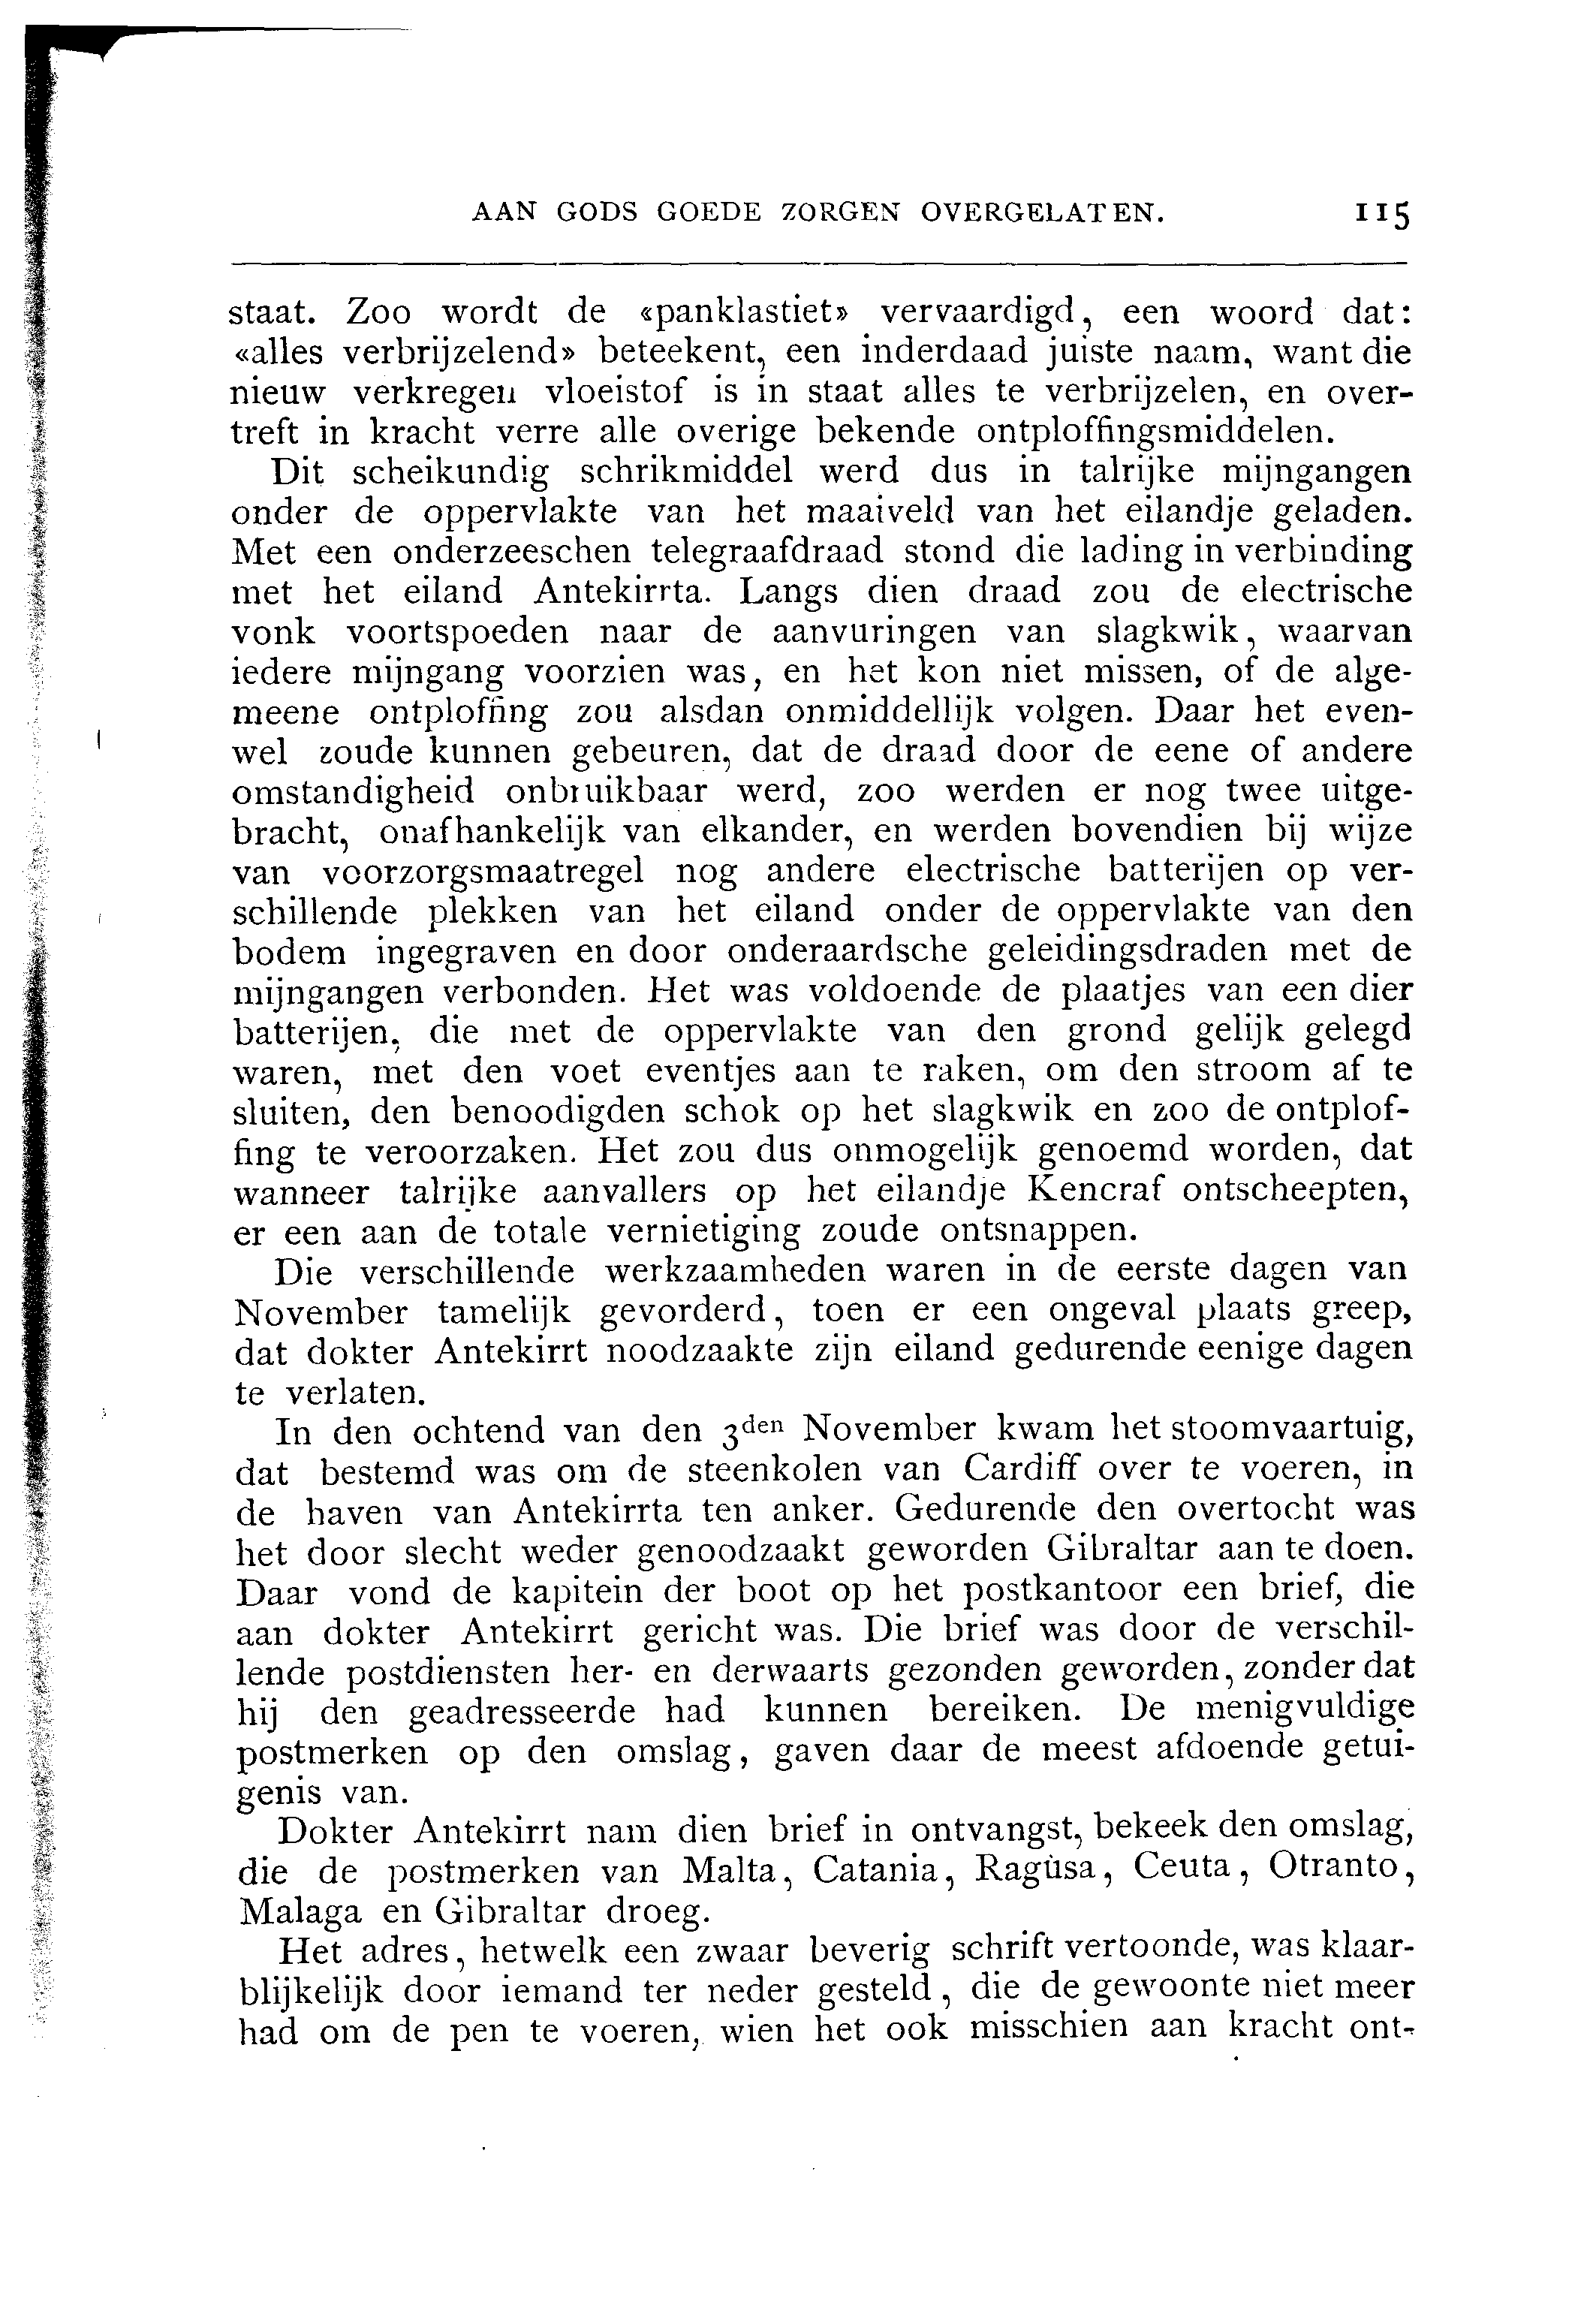 AAN GODS GOEDE ZORGEN OVERGELATEN. 115
staat. Zoo wordt de «panklastiet» vervaardigd, een woord dat:
«alles verbrijzelend» beteekent, een inderdaad juiste naam, want die
nieuw verkregen vloeistof is in staat alles te verbrijzelen, en over-
treft in kracht verre alle overige bekende ontploffingsmiddelen.
Dit scheikundig schrikmiddel werd dus in talrijke mijngangen
onder de oppervlakte van het maaiveld van het eilandje geladen.
Met een onderzeeschen telegraafdraad stond die lading in verbinding
met het eiland Antekirrta. Langs dien draad zou de electrische
vonk voortspoeden naar de aanvuringen van slagkwik, waarvan
iedere mijngang voorzien was, en het kon niet missen, of de alge-
meene ontploffing zou alsdan onmiddellijk volgen. Daar het even-
wel zoude kunnen gebeuren, dat de draad door de eene of andere
omstandigheid onbruikbaar werd, zoo werden er nog twee uitge-
bracht, onafhankelijk van elkander, en werden bovendien bij wijze
van voorzorgsmaatregel nog andere electrische batterijen op ver-
schillende plekken van het eiland onder de oppervlakte van den
bodem ingegraven en door onderaardsche geleidingsdraden met de
mijngangen verbonden. Het was voldoende de plaatjes van een dier
batterijen, die met de oppervlakte van den grond gelijk gelegd
waren, met den voet eventjes aan te raken, om den stroom af te
sluiten, den benoodigden schok op het slagkwik en zoo de ontplof-
fing te veroorzaken. Het zou dus onmogelijk genoemd worden, dat
wanneer talrijke aanvallers op het eilandje Kencraf ontscheepten,
er een aan de totale vernietiging zoude ontsnappen.
Die verschillende werkzaamheden waren in de eerste dagen van
November tamelijk gevorderd, toen er een ongeval plaats greep,
dat dokter Antekirrt noodzaakte zijn eiland gedurende eenige dagen
te verlaten.
In den ochtend van den 3den November kwam het stoomvaartuig,
dat bestemd was om de steenkolen van Cardiff over te voeren, in
de haven van Antekirrta ten anker. Gedurende den overtocht was
het door slecht weder genoodzaakt geworden Gibraltar aan te doen.
Daar vond de kapitein der boot op het postkantoor een brief, die
aan dokter Antekirrt gericht was. Die brief was door de verschil-
lende postdiensten her- en derwaarts gezonden geworden, zonder dat
hij den geadresseerde had kunnen bereiken. De menigvuldige
postmerken op den omslag, gaven daar de meest afdoende getui-
genis van.
Dokter Antekirrt nam dien brief in ontvangst, bekeek den omslag,
die de postmerken van Malta, Catania, Ragusa, Ceuta, Otranto,
Malaga en Gibraltar droeg.
Het adres, hetwelk een zwaar beverig schrift vertoonde, was klaar-
blijkelijk door iemand ter neder gesteld, die de gewoonte niet meer
had om de pen te voeren, wien het ook misschien aan kracht ont-